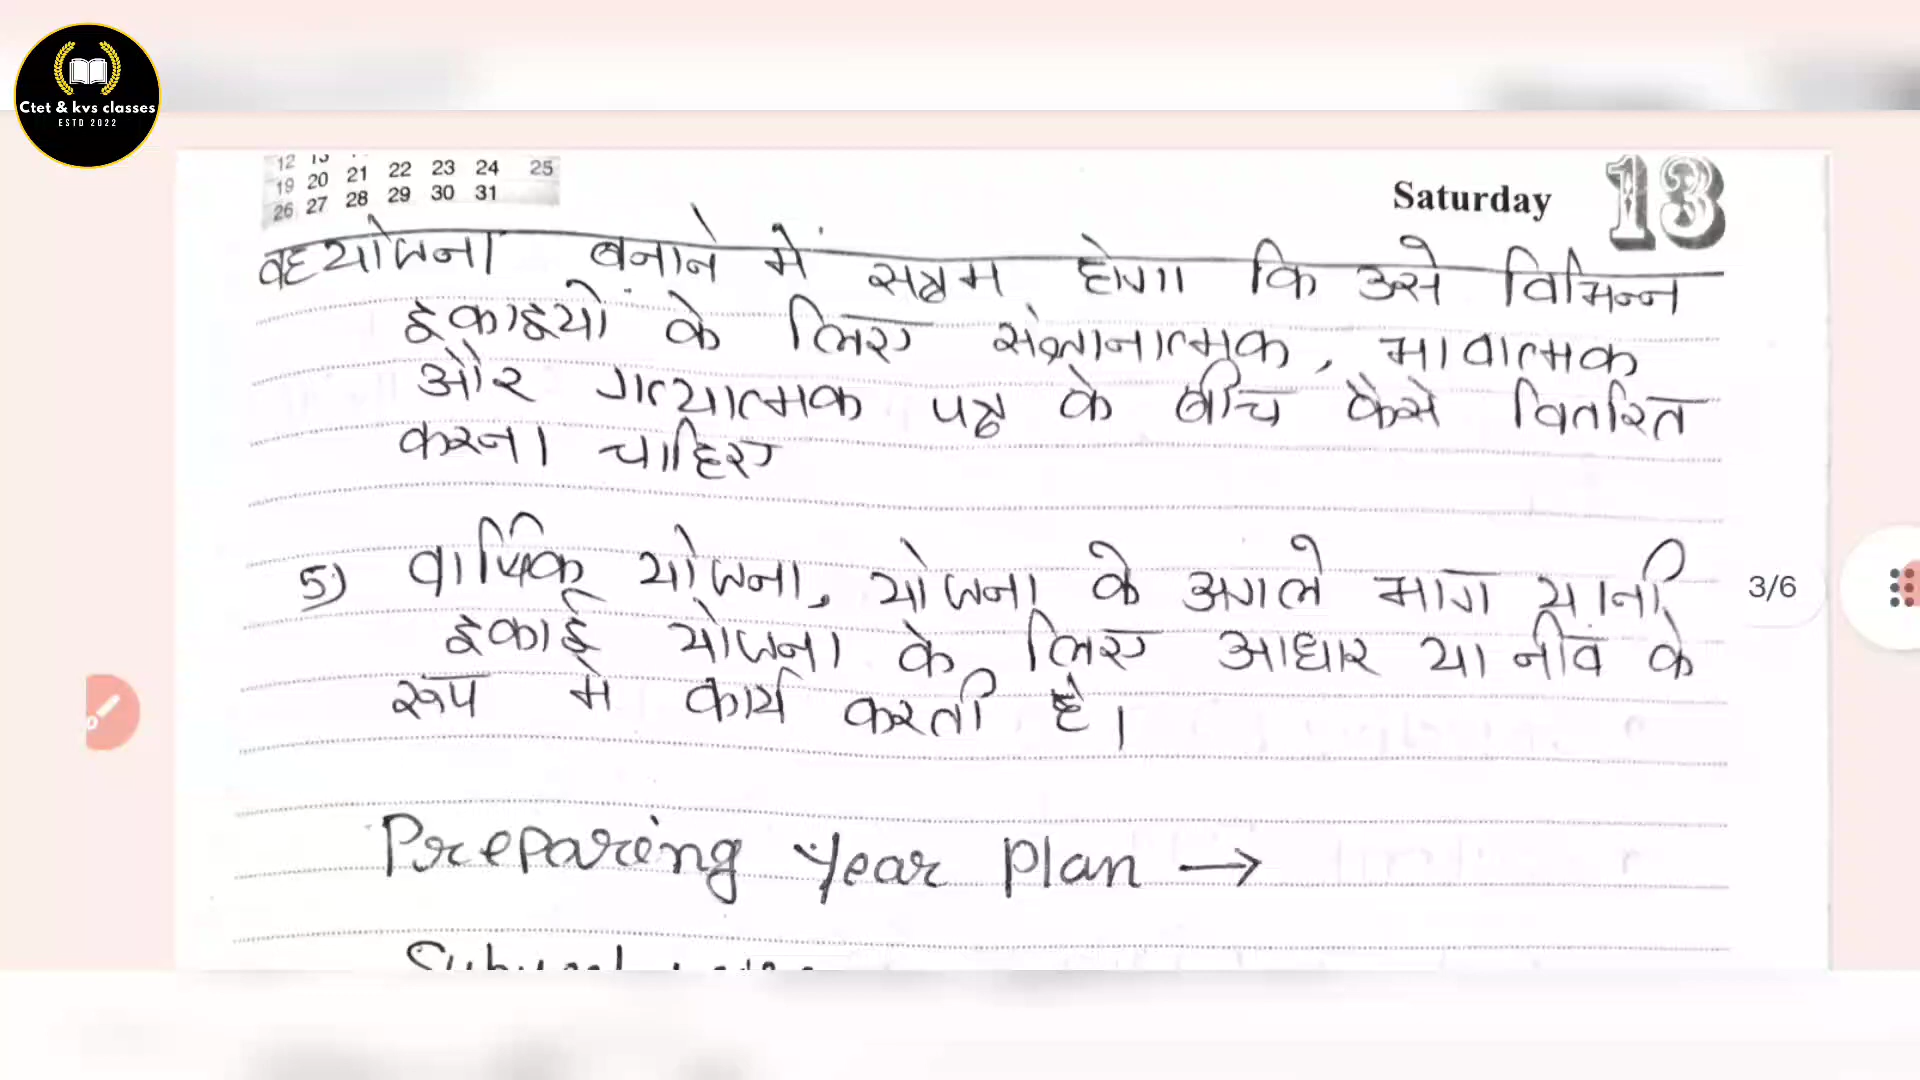 Ctet & kvs classes
ESTD 2022
12 13
19 20 21 22 23 24 25
26 27 28 29 30 31
Saturday 13
वह योजना बनाने में सक्षम होगा कि उसे विभिन्न
इकाइयों के लिए संज्ञानात्मक, भावात्मक
और गत्यात्मक पक्ष के बीच कैसे वितरित
करना चाहिए
5) वार्षिक योजना, योजना के अगले भाग यानी
इकाई योजना के लिए आधार या नींव के
रूप मे कार्य करती है।
3/6
Preparing Year plan →